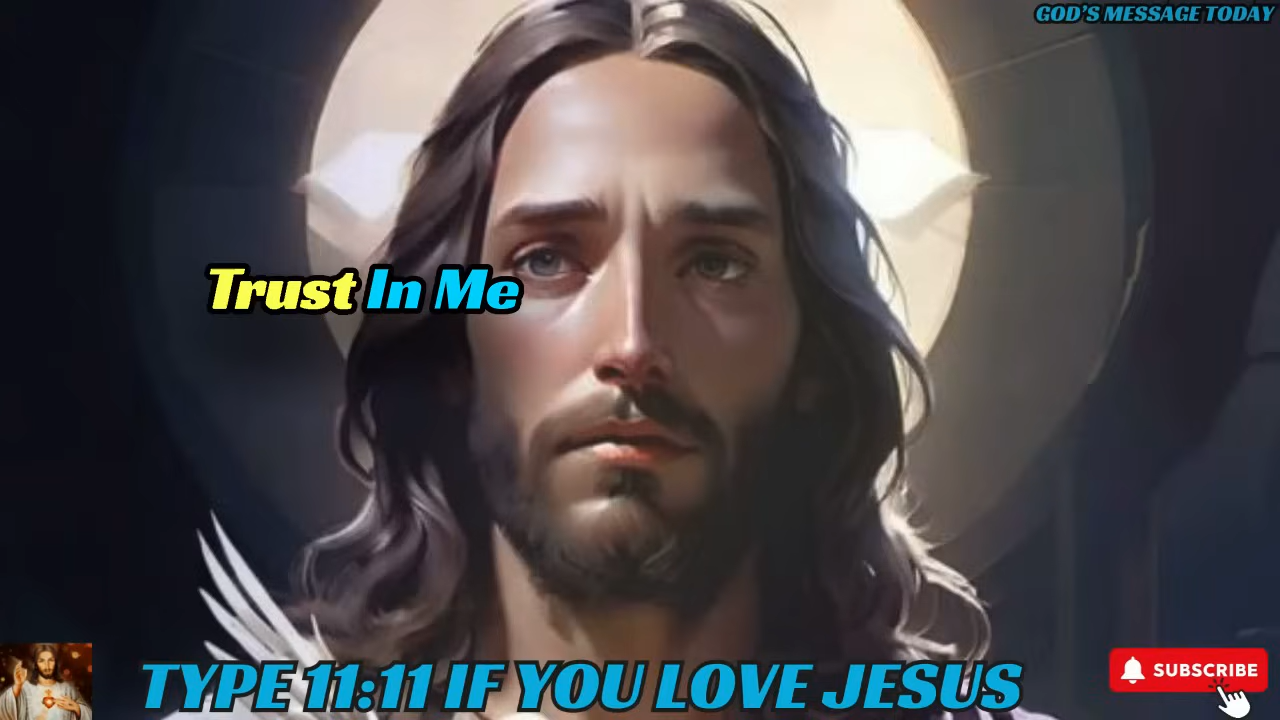 GOD'S MESSAGE TODAY
Trust In Me
TYPE 11:11 IF YOU LOVE JESUS
SUBSCRIBE